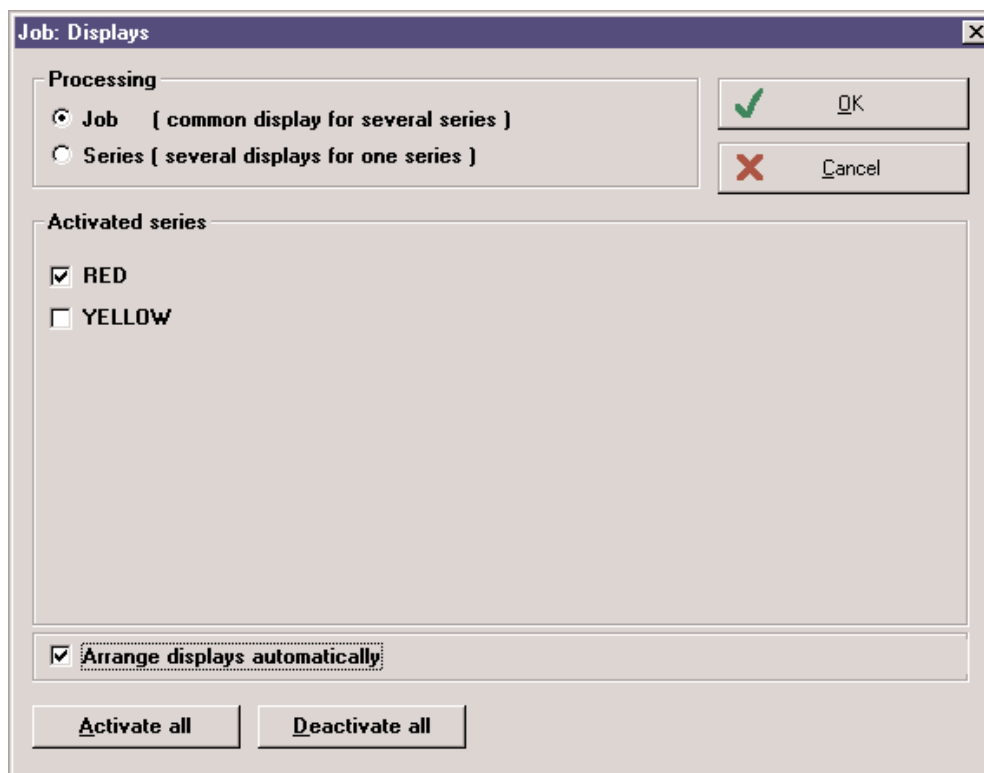 Job: Displays
Processing
Job ( common display for several series )
Series ( several displays for one series )
OK
Cancel
Activated series
RED
YELLOW
Arrange displays automatically
Activate all
Deactivate all